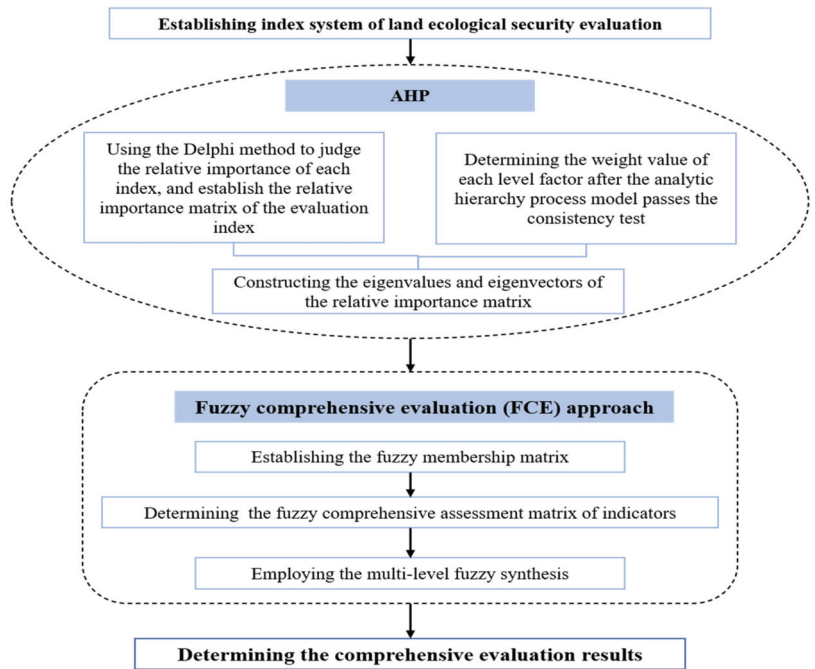 Establishing index system of land ecological security evaluation
AHP
Using the Delphi method to judge
the relative importance of each
index, and establish the relative
importance matrix of the evaluation
index
Determining the weight value of
each level factor after the analytic
hierarchy process model passes the
consistency test
Constructing the eigenvalues and eigenvectors
of the relative importance matrix
Fuzzy comprehensive evaluation (FCE) approach
Establishing the fuzzy membership matrix
Determining the fuzzy comprehensive assessment matrix of indicators
Employing the multi-level fuzzy synthesis
Determining the comprehensive evaluation results